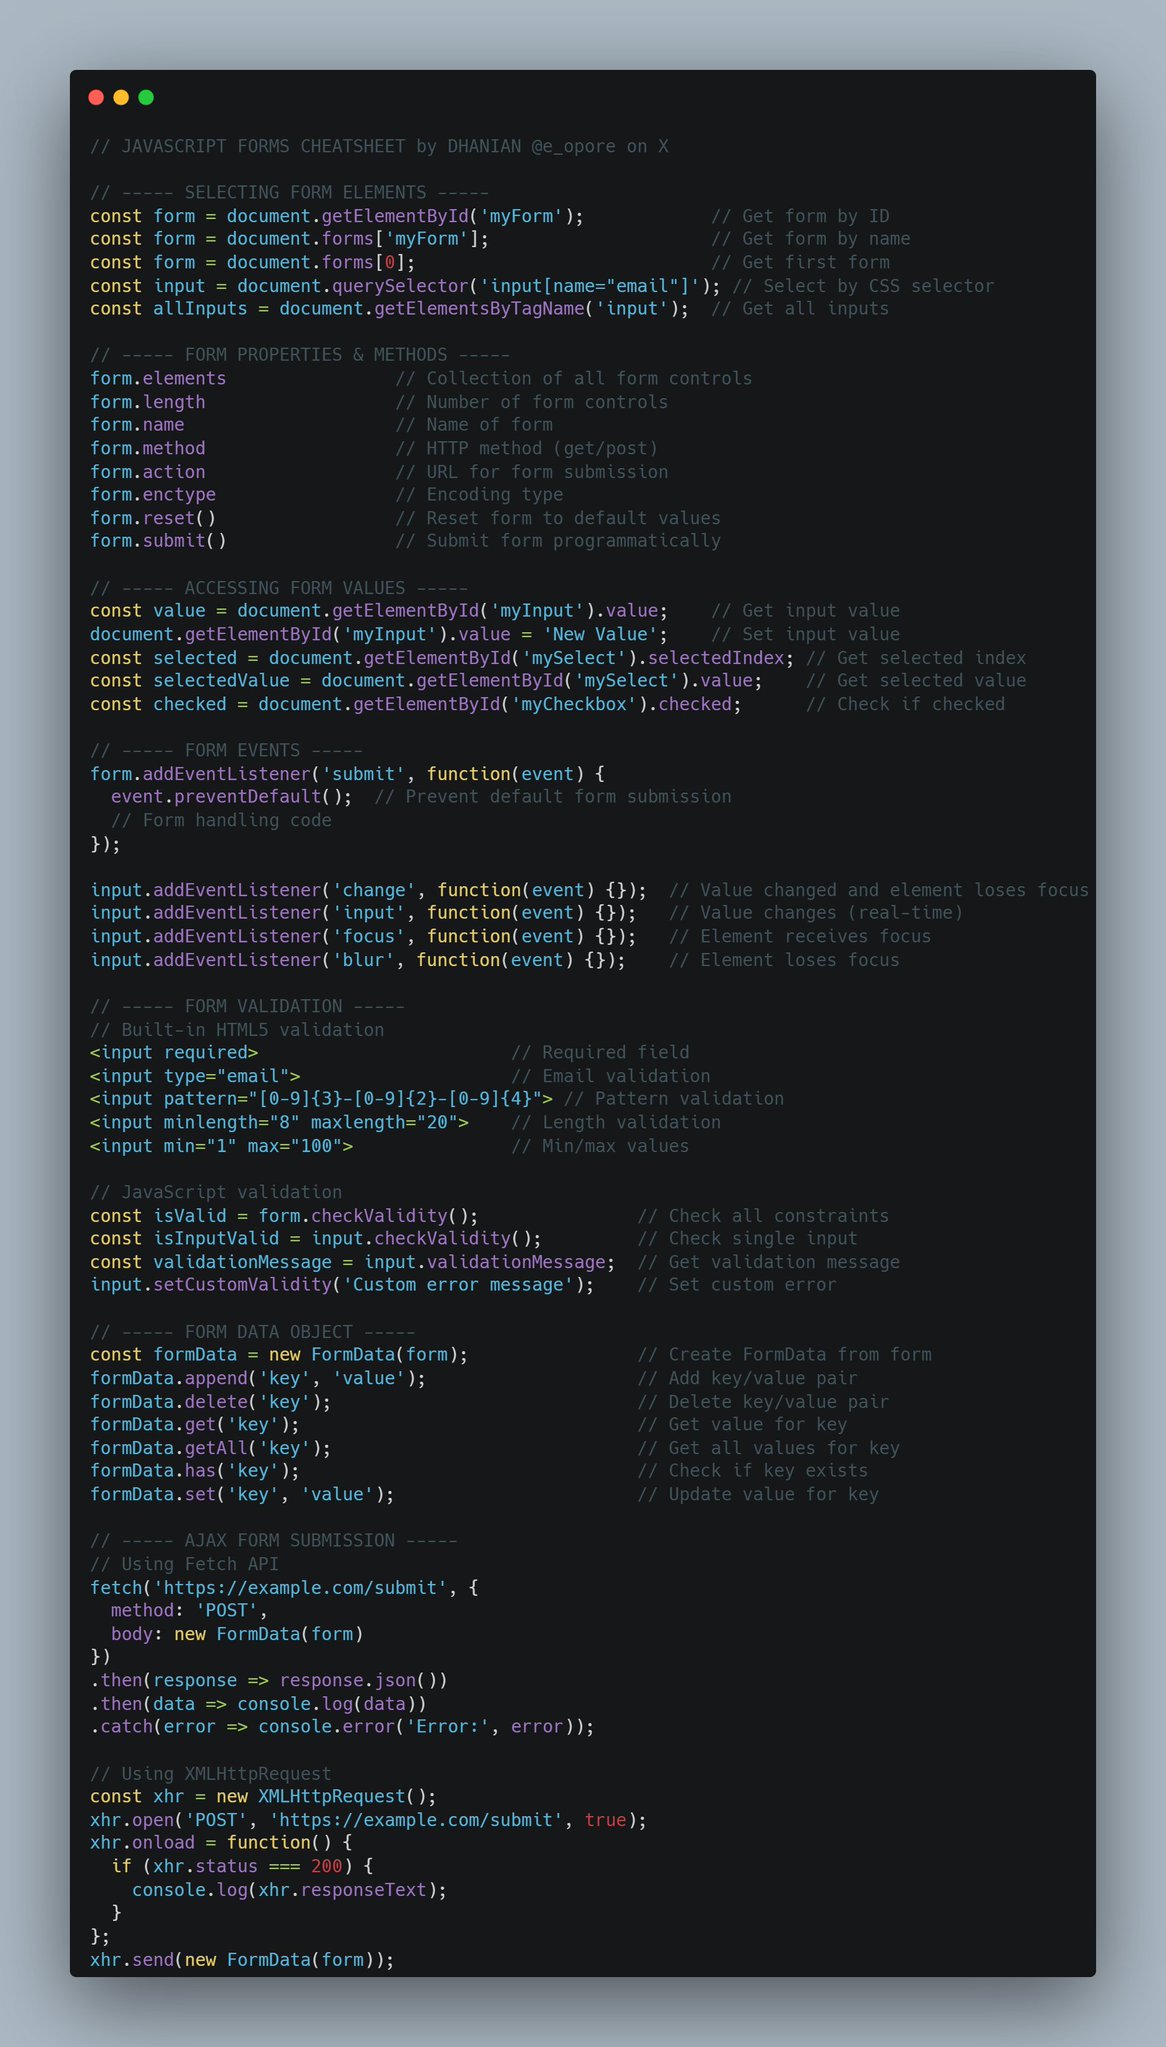 // JAVASCRIPT FORMS CHEATSHEET by DHANIAN @e_opore on X
// ----- SELECTING FORM ELEMENTS -----
const form = document.getElementById('myForm');            // Get form by ID
const form = document.forms['myForm'];                     // Get form by name
const form = document.forms[0];                            // Get first form
const input = document.querySelector('input[name="email"]'); // Select by CSS selector
const allInputs = document.getElementsByTagName('input');  // Get all inputs
// ----- FORM PROPERTIES & METHODS -----
form.elements                // Collection of all form controls
form.length                  // Number of form controls
form.name                    // Name of form
form.method                  // HTTP method (get/post)
form.action                  // URL for form submission
form.enctype                 // Encoding type
form.reset()                 // Reset form to default values
form.submit()                // Submit form programmatically
// ----- ACCESSING FORM VALUES -----
const value = document.getElementById('myInput').value;    // Get input value
document.getElementById('myInput').value = 'New Value';    // Set input value
const selected = document.getElementById('mySelect').selectedIndex; // Get selected index
const selectedValue = document.getElementById('mySelect').value;    // Get selected value
const checked = document.getElementById('myCheckbox').checked;      // Check if checked
// ----- FORM EVENTS -----
form.addEventListener('submit', function(event) {
  event.preventDefault();  // Prevent default form submission
  // Form handling code
});
input.addEventListener('change', function(event) {});  // Value changed and element loses focus
input.addEventListener('input', function(event) {});   // Value changes (real-time)
input.addEventListener('focus', function(event) {});   // Element receives focus
input.addEventListener('blur', function(event) {});    // Element loses focus
// ----- FORM VALIDATION -----
// Built-in HTML5 validation
<input required>                        // Required field
<input type="email">                    // Email validation
<input pattern="[0-9]{3}-[0-9]{2}-[0-9]{4}"> // Pattern validation
<input minlength="8" maxlength="20">    // Length validation
<input min="1" max="100">               // Min/max values
// JavaScript validation
const isValid = form.checkValidity();               // Check all constraints
const isInputValid = input.checkValidity();         // Check single input
const validationMessage = input.validationMessage;  // Get validation message
input.setCustomValidity('Custom error message');    // Set custom error
// ----- FORM DATA OBJECT -----
const formData = new FormData(form);                // Create FormData from form
formData.append('key', 'value');                    // Add key/value pair
formData.delete('key');                             // Delete key/value pair
formData.get('key');                                // Get value for key
formData.getAll('key');                             // Get all values for key
formData.has('key');                                // Check if key exists
formData.set('key', 'value');                       // Update value for key
// ----- AJAX FORM SUBMISSION -----
// Using Fetch API
fetch('https://example.com/submit', {
  method: 'POST',
  body: new FormData(form)
})
.then(response => response.json())
.then(data => console.log(data))
.catch(error => console.error('Error:', error));
// Using XMLHttpRequest
const xhr = new XMLHttpRequest();
xhr.open('POST', 'https://example.com/submit', true);
xhr.onload = function() {
  if (xhr.status === 200) {
    console.log(xhr.responseText);
  }
};
xhr.send(new FormData(form));